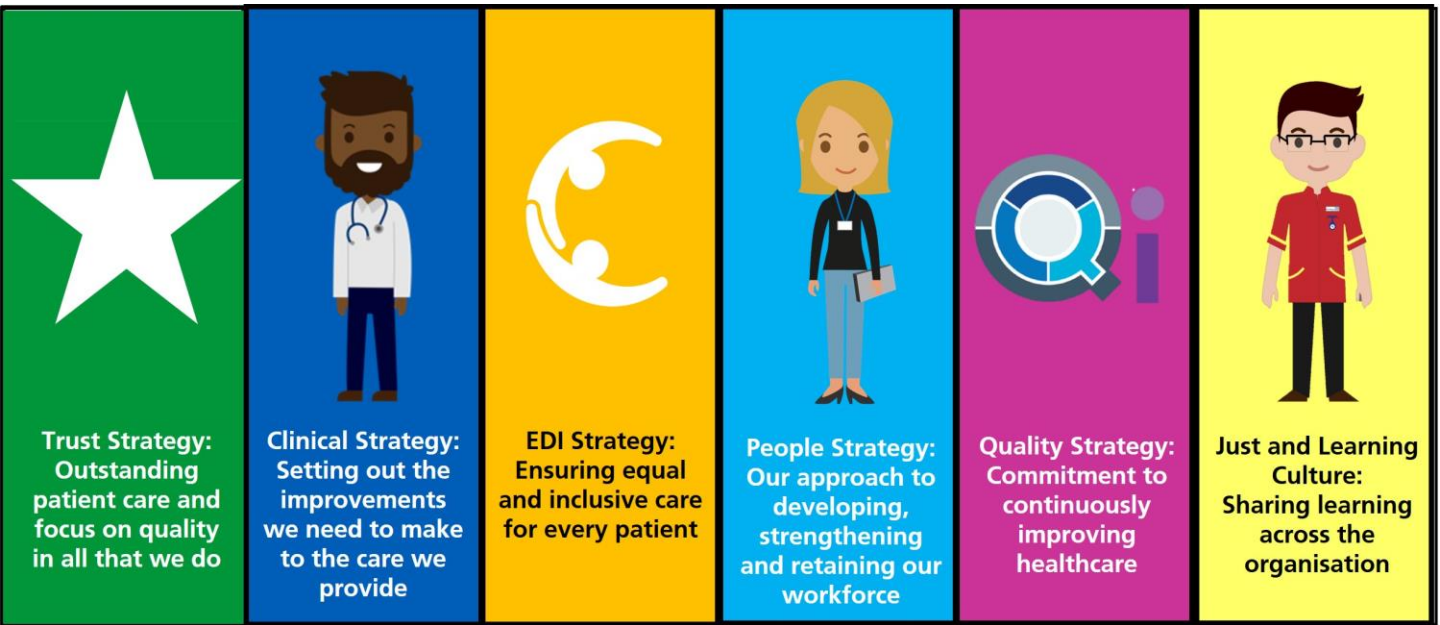 Trust Strategy:
Outstanding
patient care and
focus on quality
in all that we do
Clinical Strategy:
Setting out the
improvements
we need to make
to the care we
provide
EDI Strategy:
Ensuring equal
and inclusive care
for every patient
People Strategy:
Our approach to
developing,
strengthening
and retaining our
workforce
Qi
Quality Strategy:
Commitment to
continuously
improving
healthcare
Just and Learning
Culture:
Sharing learning
across the
organisation